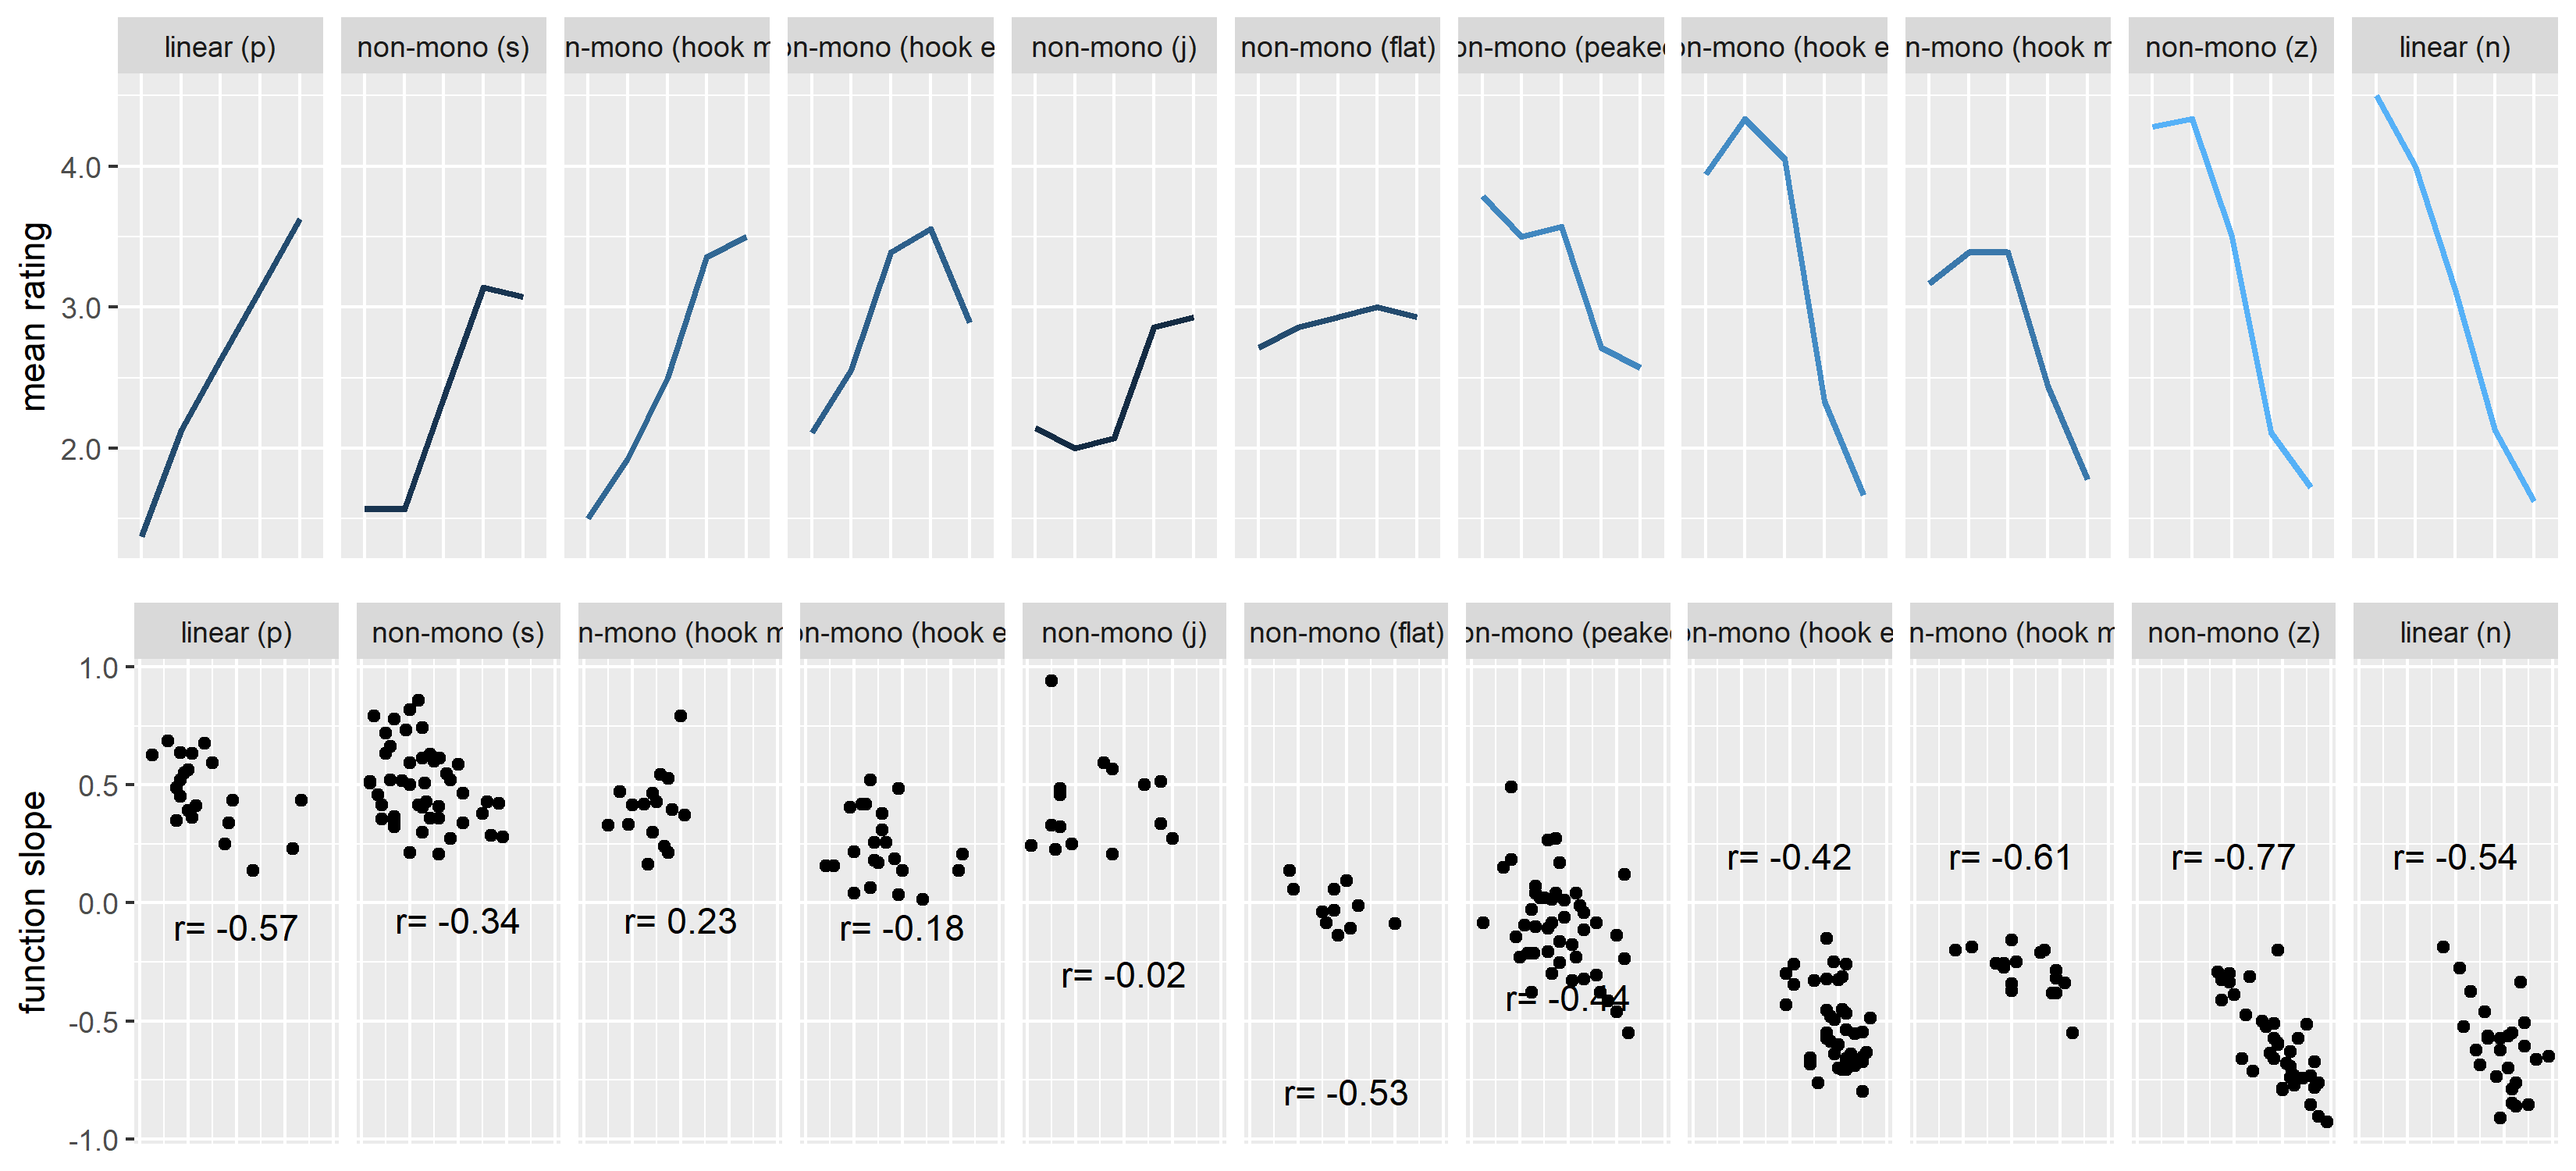 linear (p)
non-mono (s)
n-mono (hook m
on-mono (hook e
non-mono (j)
non-mono (flat)
on-mono (peaked
on-mono (hook e
n-mono (hook m
non-mono (z)
linear (n)
mean rating
4.0
3.0
2.0
linear (p)
non-mono (s)
n-mono (hook m
on-mono (hook e
non-mono (j)
non-mono (flat)
on-mono (peaked
on-mono (hook e
n-mono (hook m
non-mono (z)
linear (n)
function slope
1.0
0.5
0.0
-0.5
-1.0
r= -0.57
r= -0.34
r= 0.23
r= -0.18
r= -0.02
r= -0.53
r= -0.44
r= -0.42
r= -0.61
r= -0.77
r= -0.54